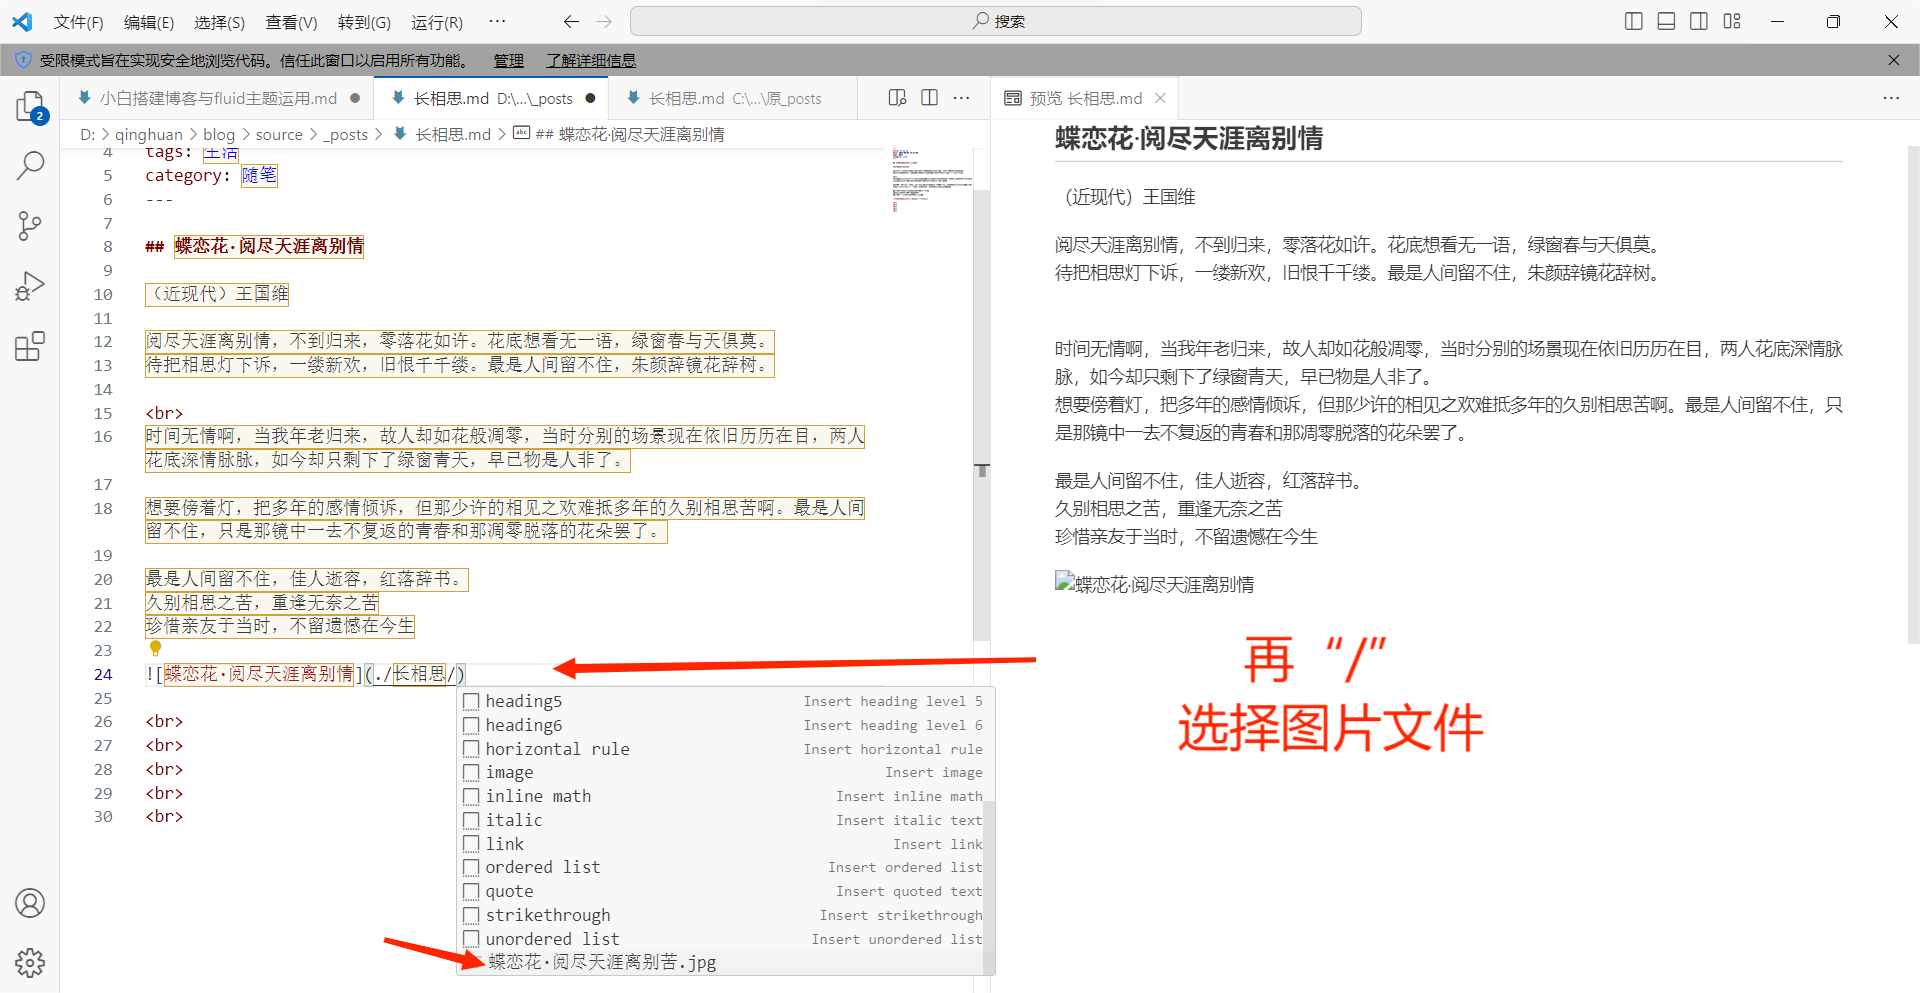 文件(F) 编辑(E) 选择(S) 查看(V) 转到(G) 运行(R) ··· 搜索
受限模式旨在实现安全地浏览代码。信任此窗口以启用所有功能。 管理 了解详细信息
小白搭建博客与fluid主题运用.md 长相思.md D:\...\_posts 长相思.md C:\...\原_posts
预览 长相思.md
D: > qinghuan > blog > source > _posts > 长相思.md > ## 蝶恋花·阅尽天涯离别情
2
4 tags: 生活
5 category: 随笔
6 ---
7
8 ## 蝶恋花·阅尽天涯离别情
9
10 （近现代）王国维
11
12 阅尽天涯离别情，不到归来，零落花如许。花底想看无一语，绿窗春与天俱莫。
13 待把相思灯下诉，一缕新欢，旧恨千千缕。最是人间留不住，朱颜辞镜花辞树。
14
15 <br>
16 时间无情啊，当我年老归来，故人却如花般凋零，当时分别的场景现在依旧历历在目，两人
花底深情脉脉，如今却只剩下了绿窗青天，早已物是人非了。
17
18 想要傍着灯，把多年的感情倾诉，但那少许的相见之欢难抵多年的久别相思苦啊。最是人间
留不住，只是那镜中一去不复返的青春和那凋零脱落的花朵罢了。
19
20 最是人间留不住，佳人逝容，红落辞书。
21 久别相思之苦，重逢无奈之苦
22 珍惜亲友于当时，不留遗憾在今生
23
24 ![蝶恋花·阅尽天涯离别情](./长相思/)
25
26 <br>
27 <br>
28 <br>
29 <br>
30 <br>
heading5 Insert heading level 5
heading6 Insert heading level 6
horizontal rule Insert horizontal rule
image Insert image
inline math Insert inline math
italic Insert italic text
link Insert link
ordered list Insert ordered list
quote Insert quoted text
strikethrough Insert strikethrough
unordered list Insert unordered list
蝶恋花·阅尽天涯离别苦.jpg
蝶恋花·阅尽天涯离别情
（近现代）王国维
阅尽天涯离别情，不到归来，零落花如许。花底想看无一语，绿窗春与天俱莫。
待把相思灯下诉，一缕新欢，旧恨千千缕。最是人间留不住，朱颜辞镜花辞树。
时间无情啊，当我年老归来，故人却如花般凋零，当时分别的场景现在依旧历历在目，两人花底深情脉
脉，如今却只剩下了绿窗青天，早已物是人非了。
想要傍着灯，把多年的感情倾诉，但那少许的相见之欢难抵多年的久别相思苦啊。最是人间留不住，只
是那镜中一去不复返的青春和那凋零脱落的花朵罢了。
最是人间留不住，佳人逝容，红落辞书。
久别相思之苦，重逢无奈之苦
珍惜亲友于当时，不留遗憾在今生
蝶恋花·阅尽天涯离别情
再“/”
选择图片文件